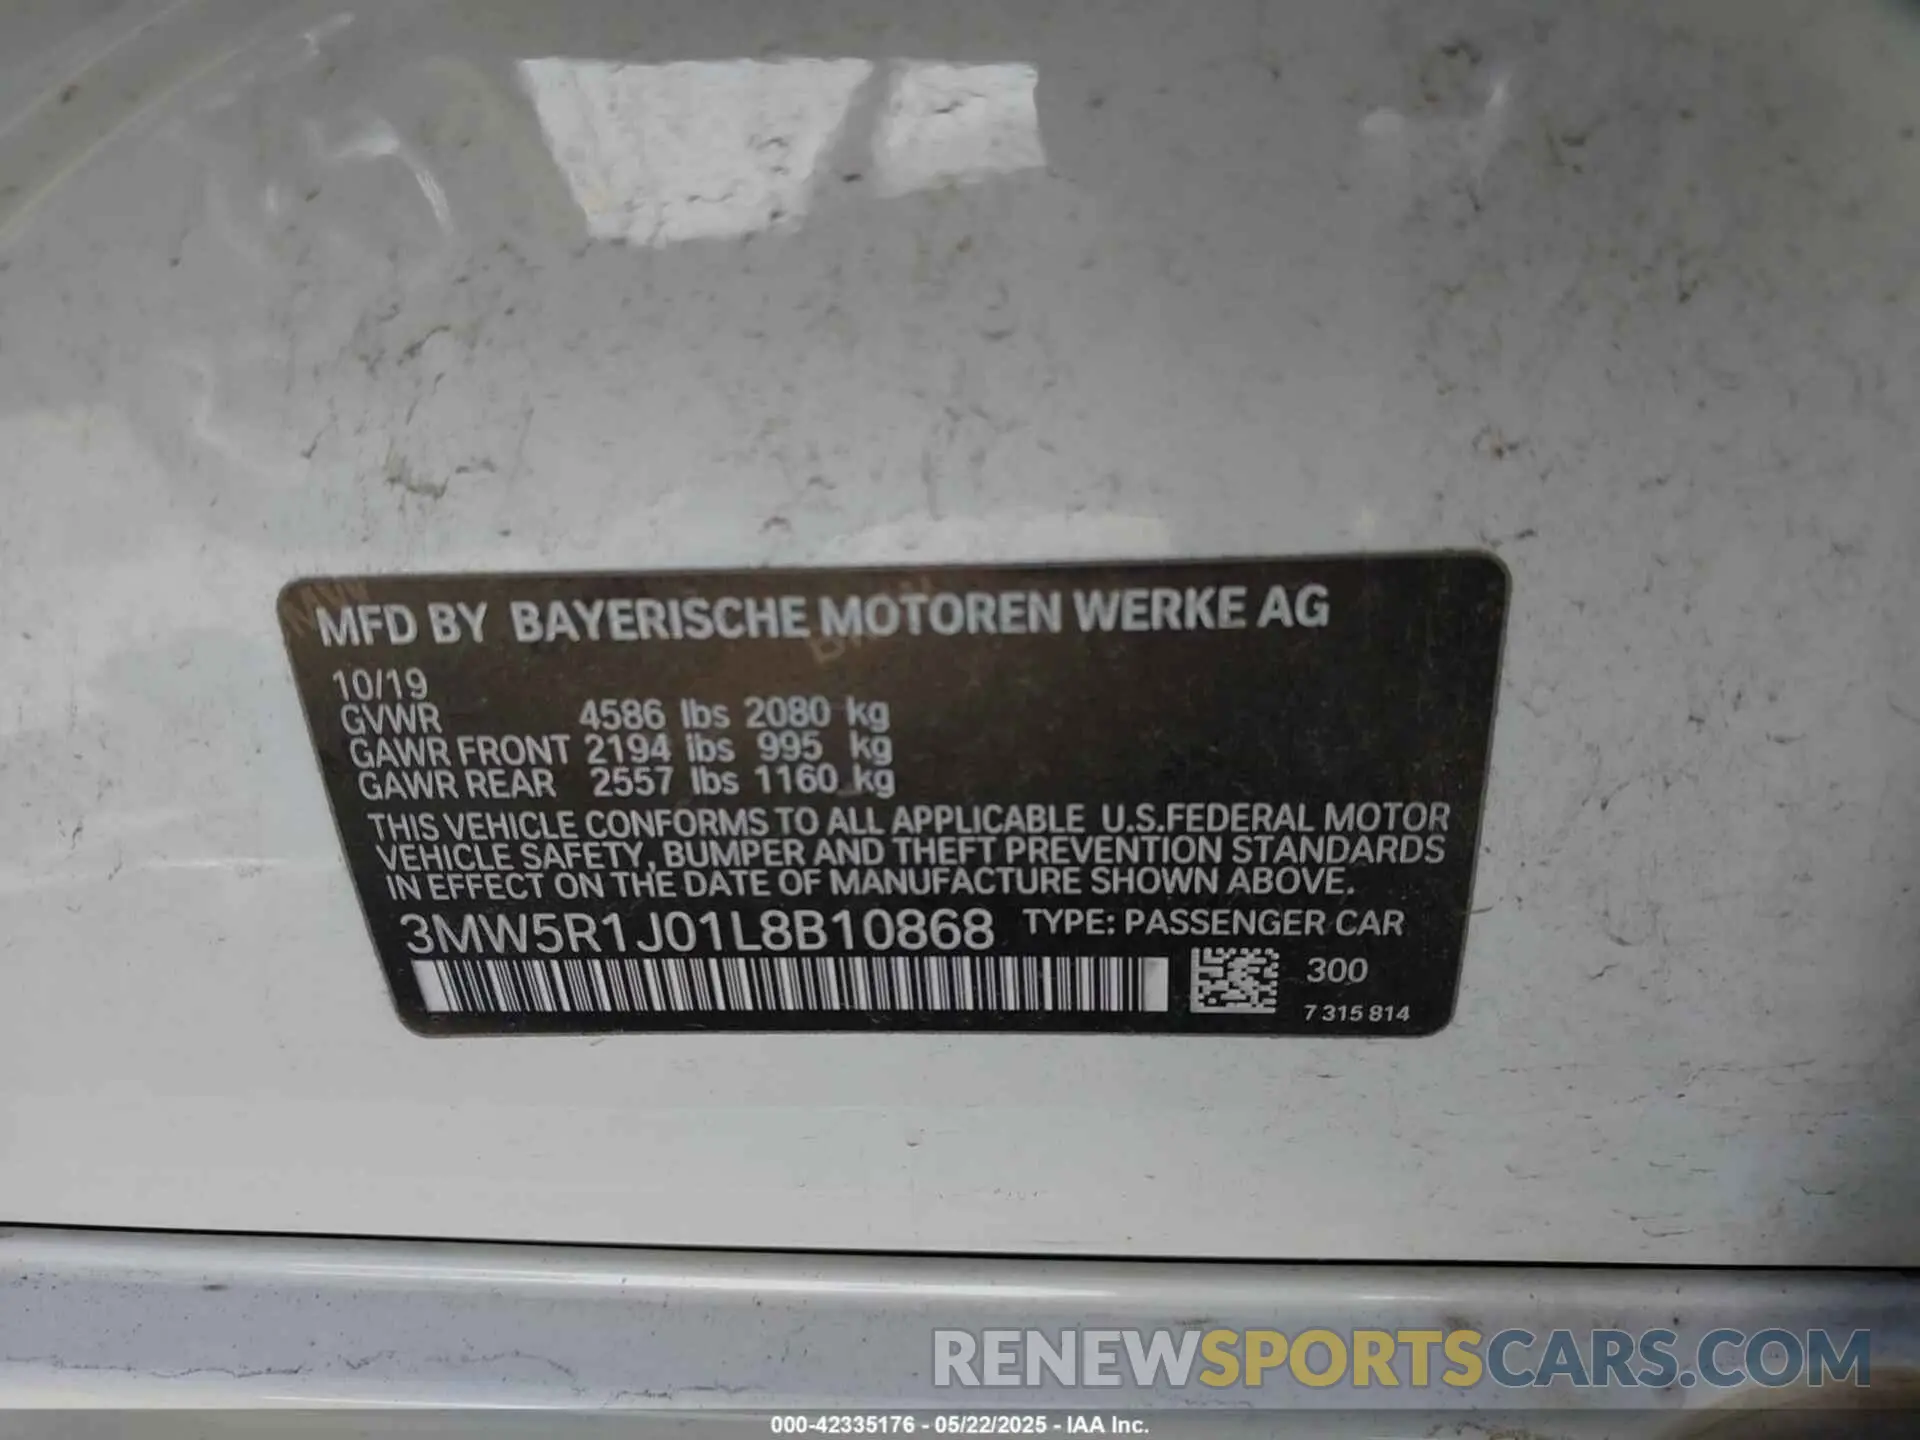 MFD BY BAYERISCHE MOTOREN WERKE AG
10/19
GVWR 4586 lbs 2080 kg
GAWR FRONT 2194 lbs 995 kg
GAWR REAR 2557 lbs 1160 kg
THIS VEHICLE CONFORMS TO ALL APPLICABLE U.S.FEDERAL MOTOR
VEHICLE SAFETY, BUMPER AND THEFT PREVENTION STANDARDS
IN EFFECT ON THE DATE OF MANUFACTURE SHOWN ABOVE.
3MW5R1J01L8B10868 TYPE: PASSENGER CAR
300
7 315 814
RENEWSPORTSCARS.COM
000-42335176 - 05/22/2025 - IAA Inc.